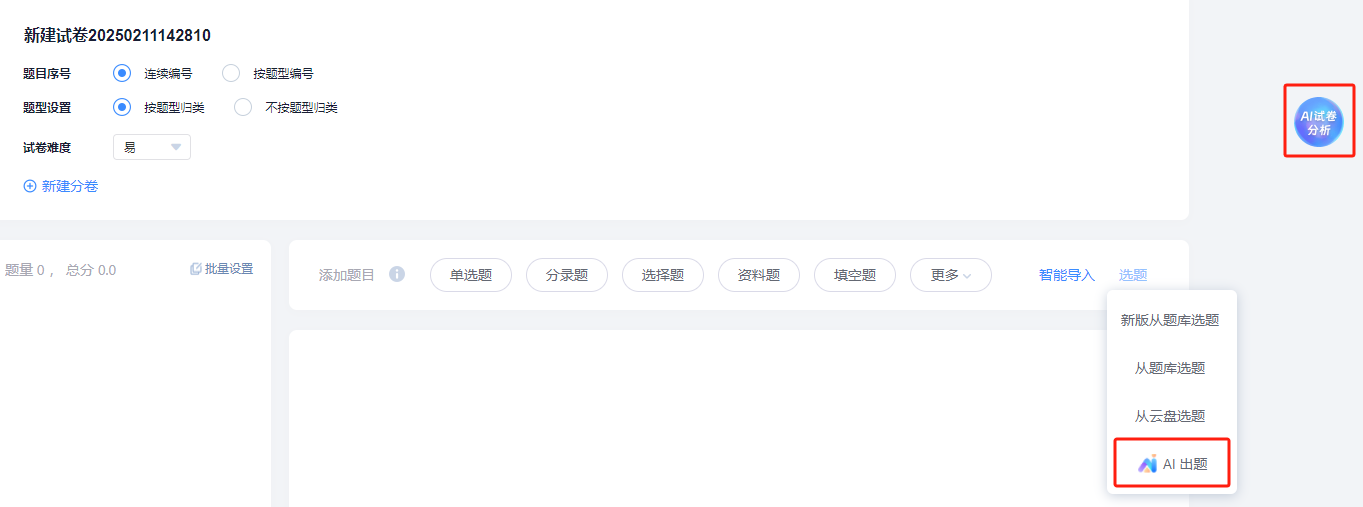 新建试卷20250211142810
题目序号 连续编号 按题型编号
AI试卷
分析
题型设置 按题型归类 不按题型归类
试卷难度 易
新建分卷
题量 0 ， 总分 0.0 批量设置
添加题目 单选题 分录题 选择题 资料题 填空题 更多 智能导入 选题
新版从题库选题
从题库选题
从云盘选题
AI 出题